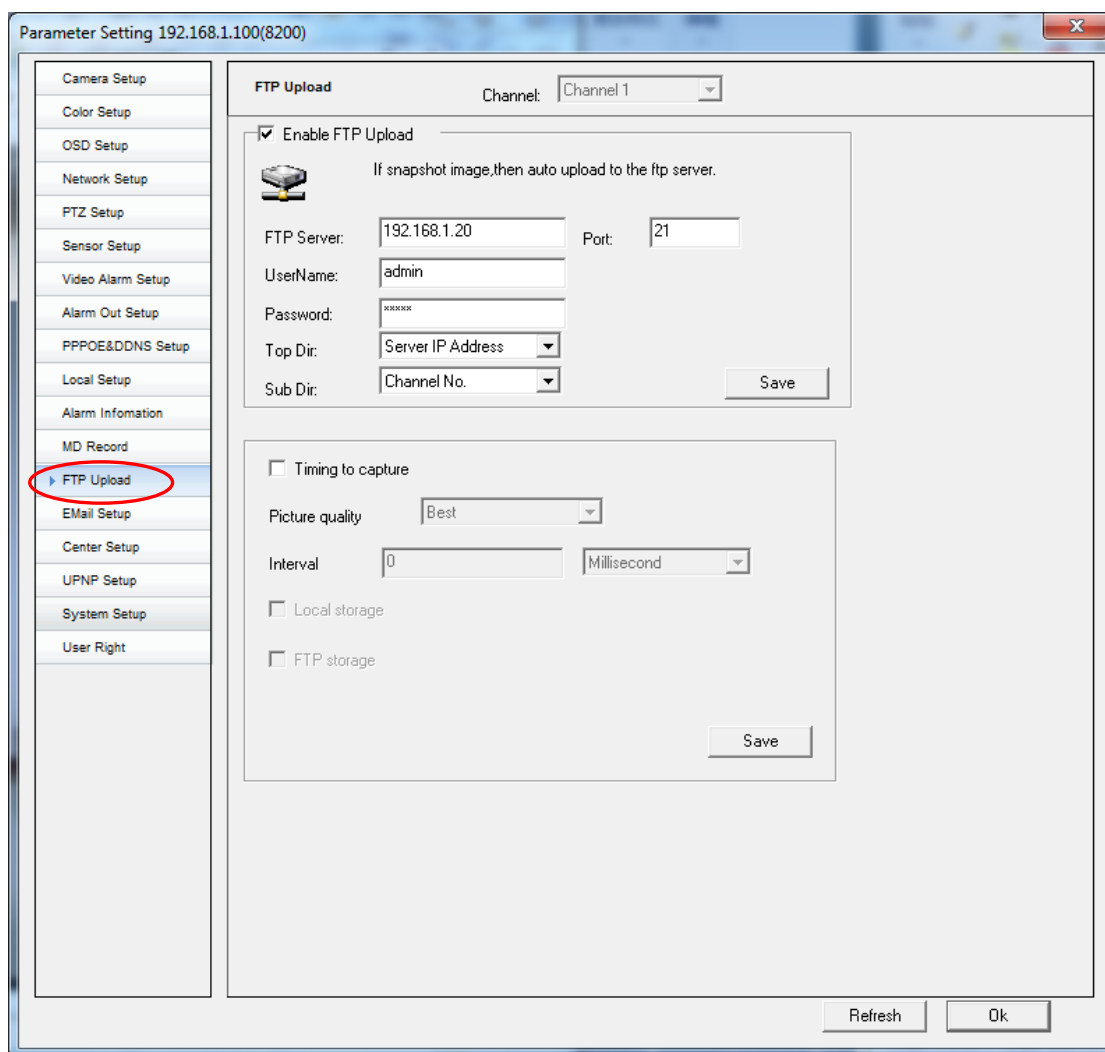 Parameter Setting 192.168.1.100(8200)
Camera Setup
Color Setup
OSD Setup
Network Setup
PTZ Setup
Sensor Setup
Video Alarm Setup
Alarm Out Setup
PPPOE&DDNS Setup
Local Setup
Alarm Infomation
MD Record
FTP Upload
EMail Setup
Center Setup
UPNP Setup
System Setup
User Right
FTP Upload Channel: Channel 1
Enable FTP Upload
If snapshot image,then auto upload to the ftp server.
FTP Server: 192.168.1.20 Port: 21
UserName: admin
Password: *****
Top Dir: Server IP Address
Sub Dir: Channel No. Save
Timing to capture
Picture quality Best
Interval 0 Millisecond
Local storage
FTP storage
Save
Refresh Ok